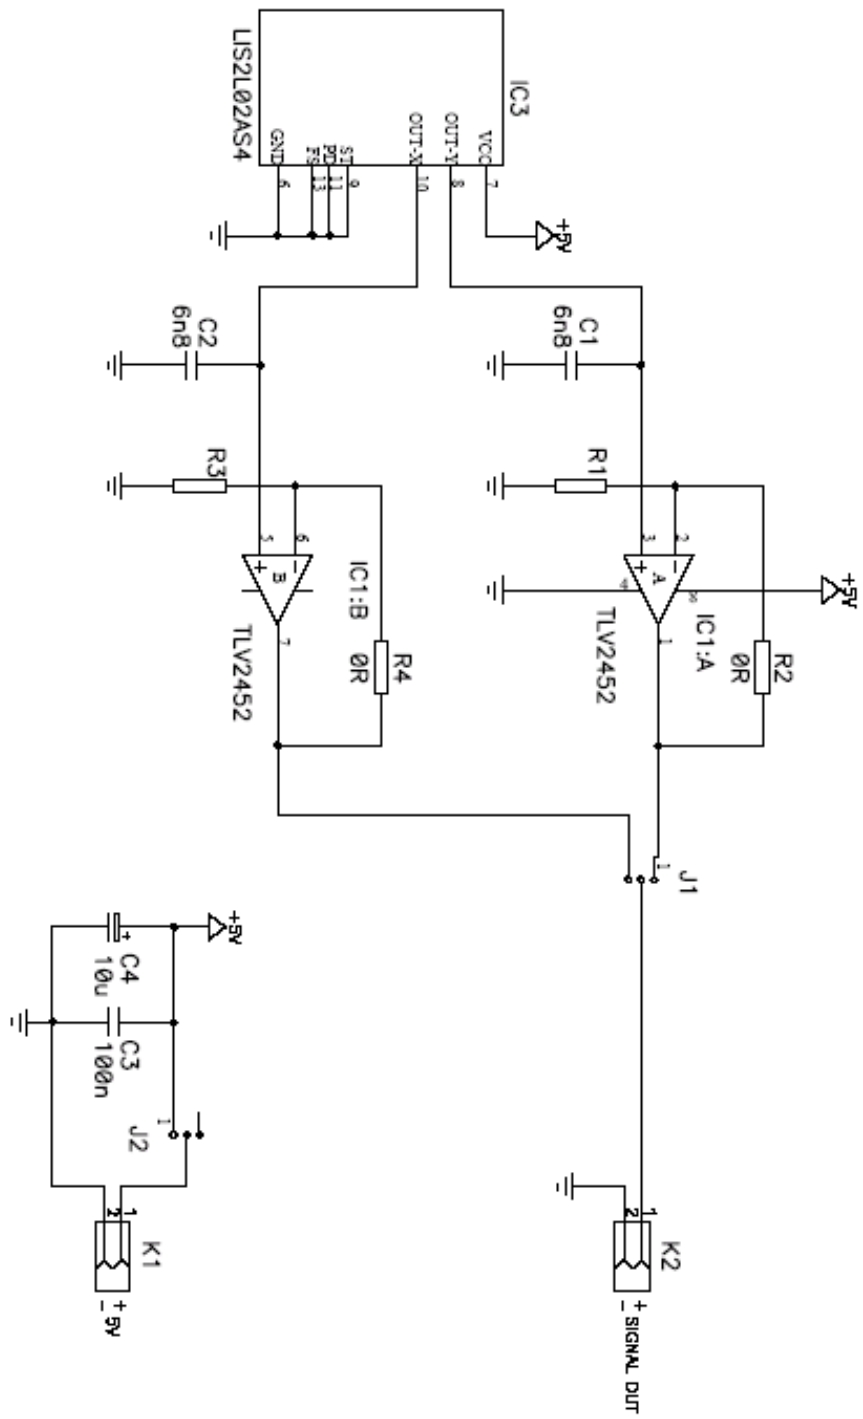 IC3
LIS2L02AS4
VCC
OUT-Y
OUT-X
ST
PD
FS
GND
7
8
10
9
11
13
6
+5V
C1
6n8
C2
6n8
R1
R3
3
2
+
-
A
4
8
1
+5V
IC1:A
TLV2452
R2
0R
5
6
+
-
B
7
IC1:B
TLV2452
R4
0R
J1
1
+5V
+
C4
10u
C3
100n
J2
1
K1
1
2
+
-
5V
K2
1
2
+
-
SIGNAL OUT